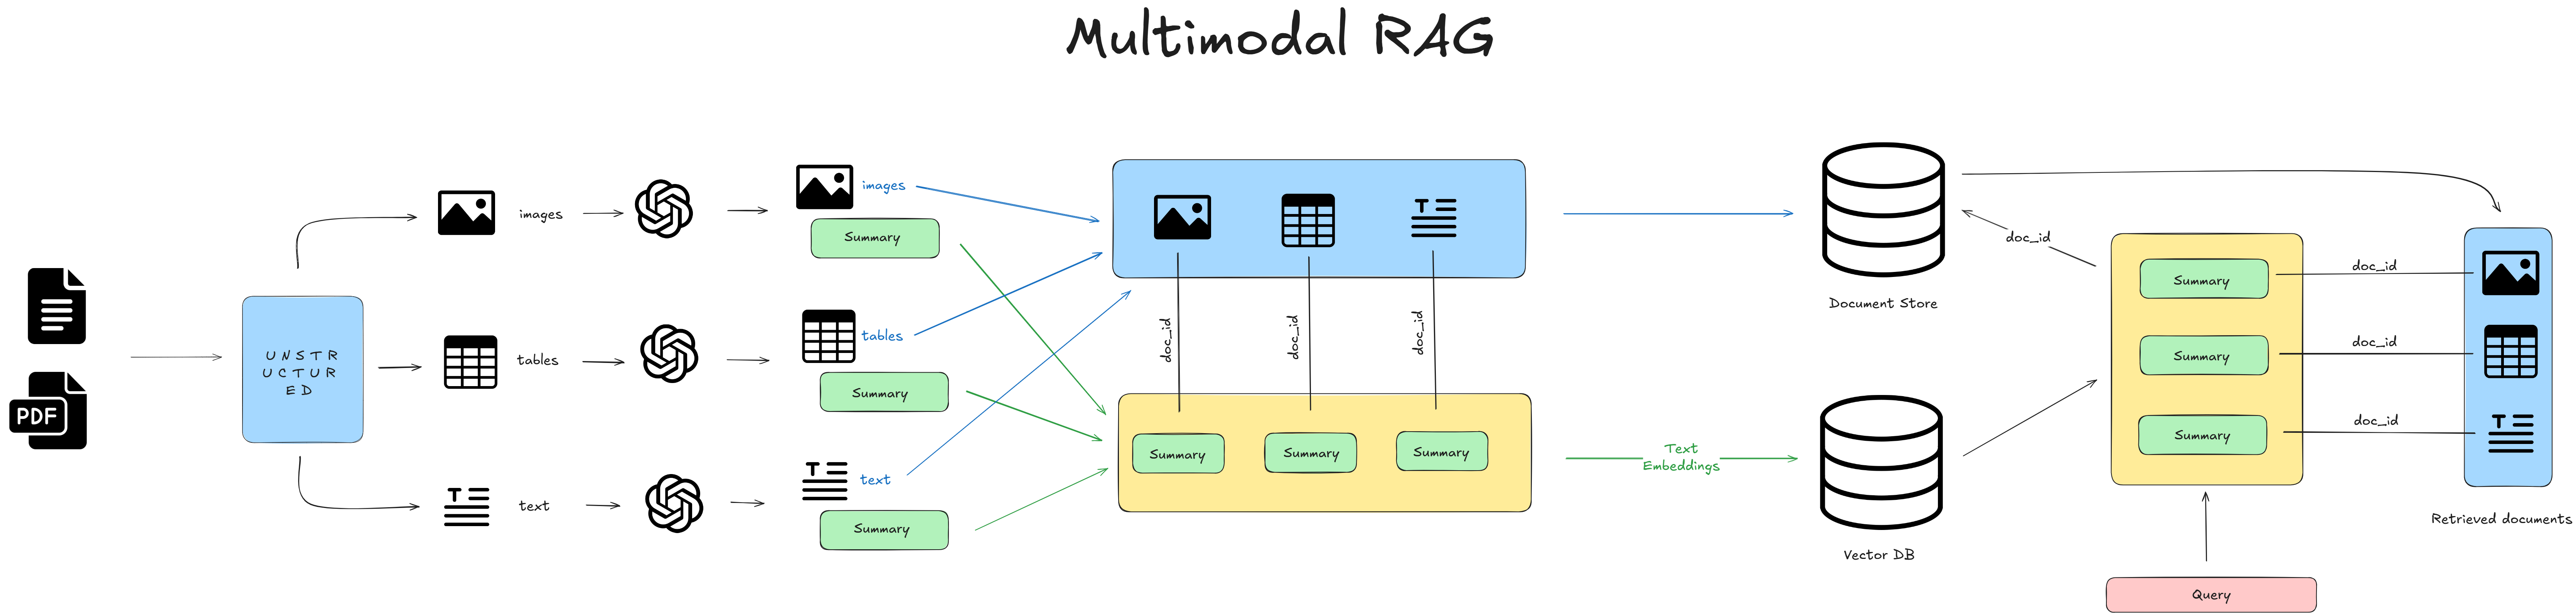 Multimodal RAG
PDF
UNSTR
UCTUR
ED
images
tables
text
images
Summary
tables
Summary
text
Summary
doc_id
doc_id
doc_id
Summary
Summary
Summary
Text
Embeddings
Document Store
Vector DB
doc_id
Summary
Summary
Summary
doc_id
doc_id
doc_id
Retrieved documents
Query